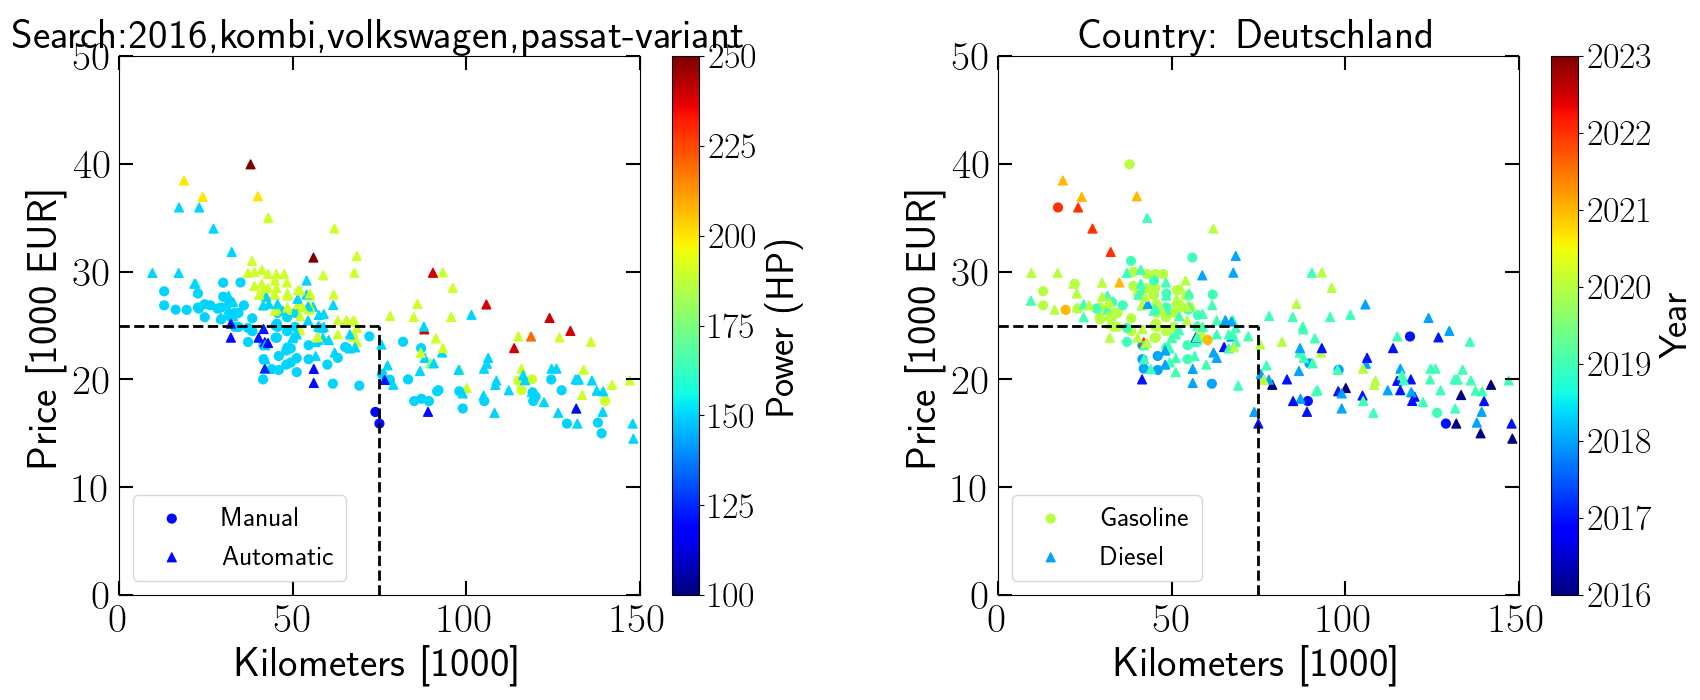 Search:2016,kombi,volkswagen,passat-variant
50
40
30
20
10
0
0
50
100
150
Price [1000 EUR]
Kilometers [1000]
Manual
Automatic
250
225
200
175
150
125
100
Power (HP)
Country: Deutschland
50
40
30
20
10
0
0
50
100
150
Price [1000 EUR]
Kilometers [1000]
Gasoline
Diesel
2023
2022
2021
2020
2019
2018
2017
2016
Year